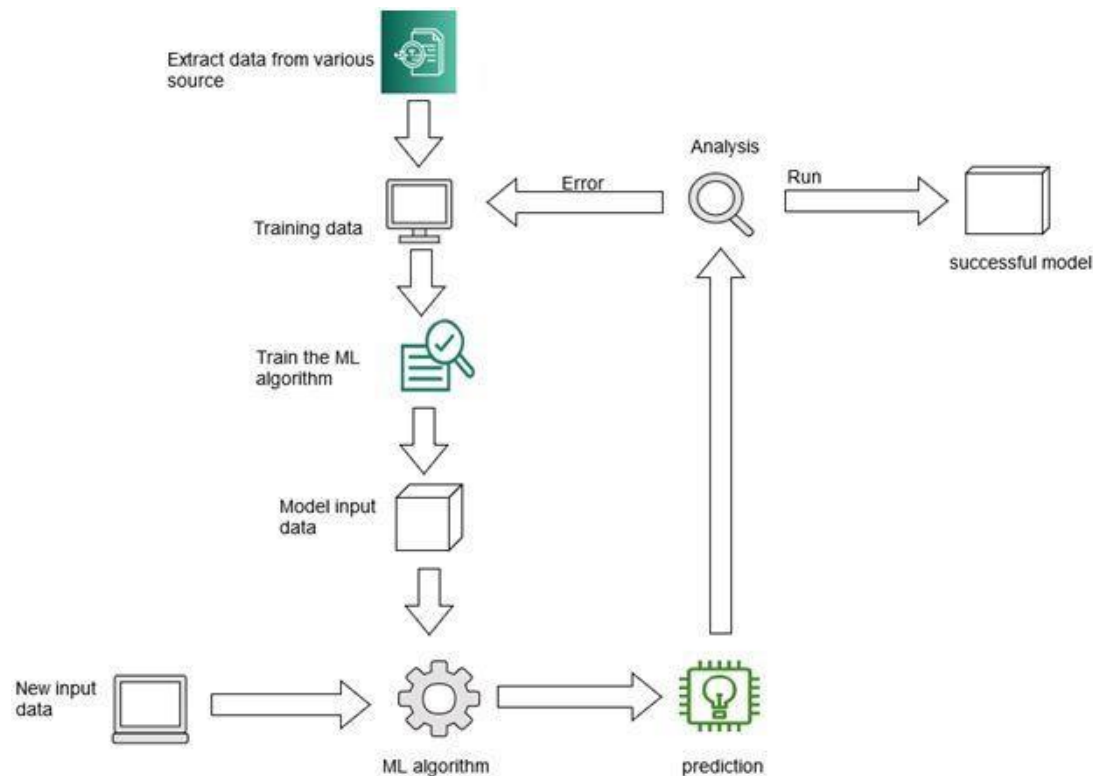 Extract data from various
source
Analysis
Error
Run
Training data
successful model
Train the ML
algorithm
Model input
data
New input
data
ML algorithm
prediction